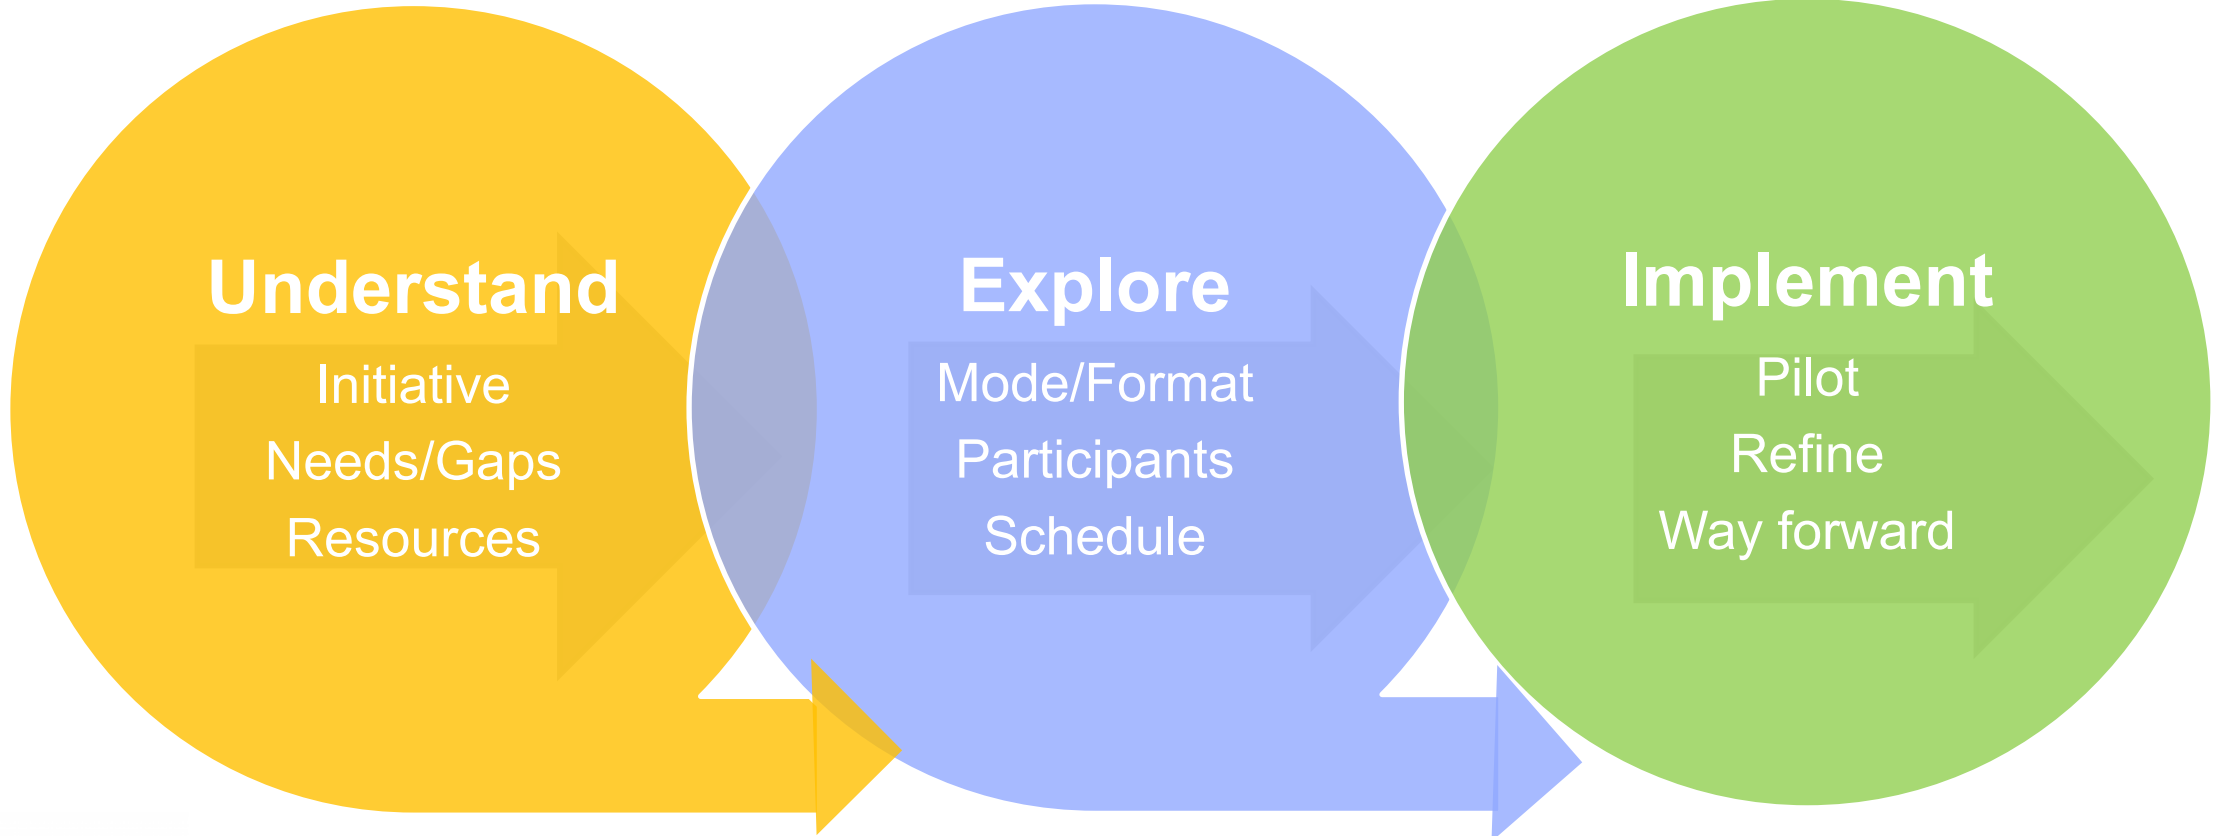 Understand
Initiative
Needs/Gaps
Resources
Explore
Mode/Format
Participants
Schedule
Implement
Pilot
Refine
Way forward